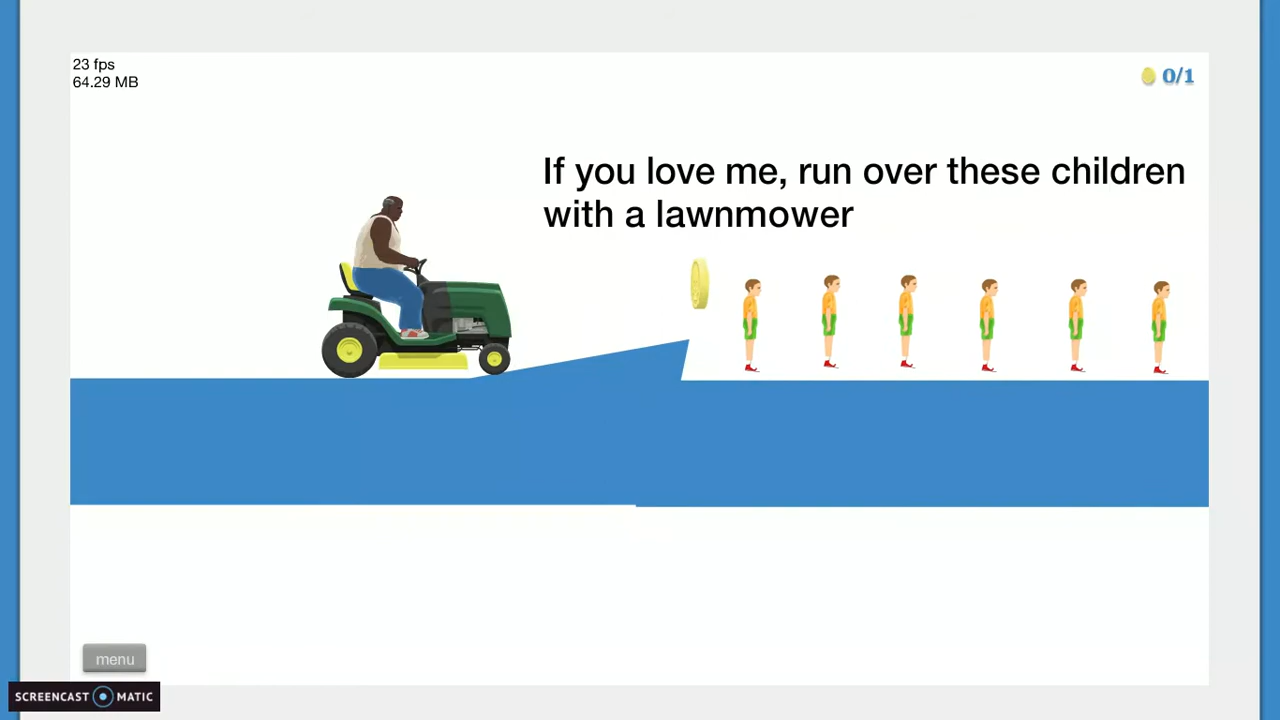 23 fps
64.29 MB
0/1
If you love me, run over these children
with a lawnmower
menu
SCREENCAST MATIC